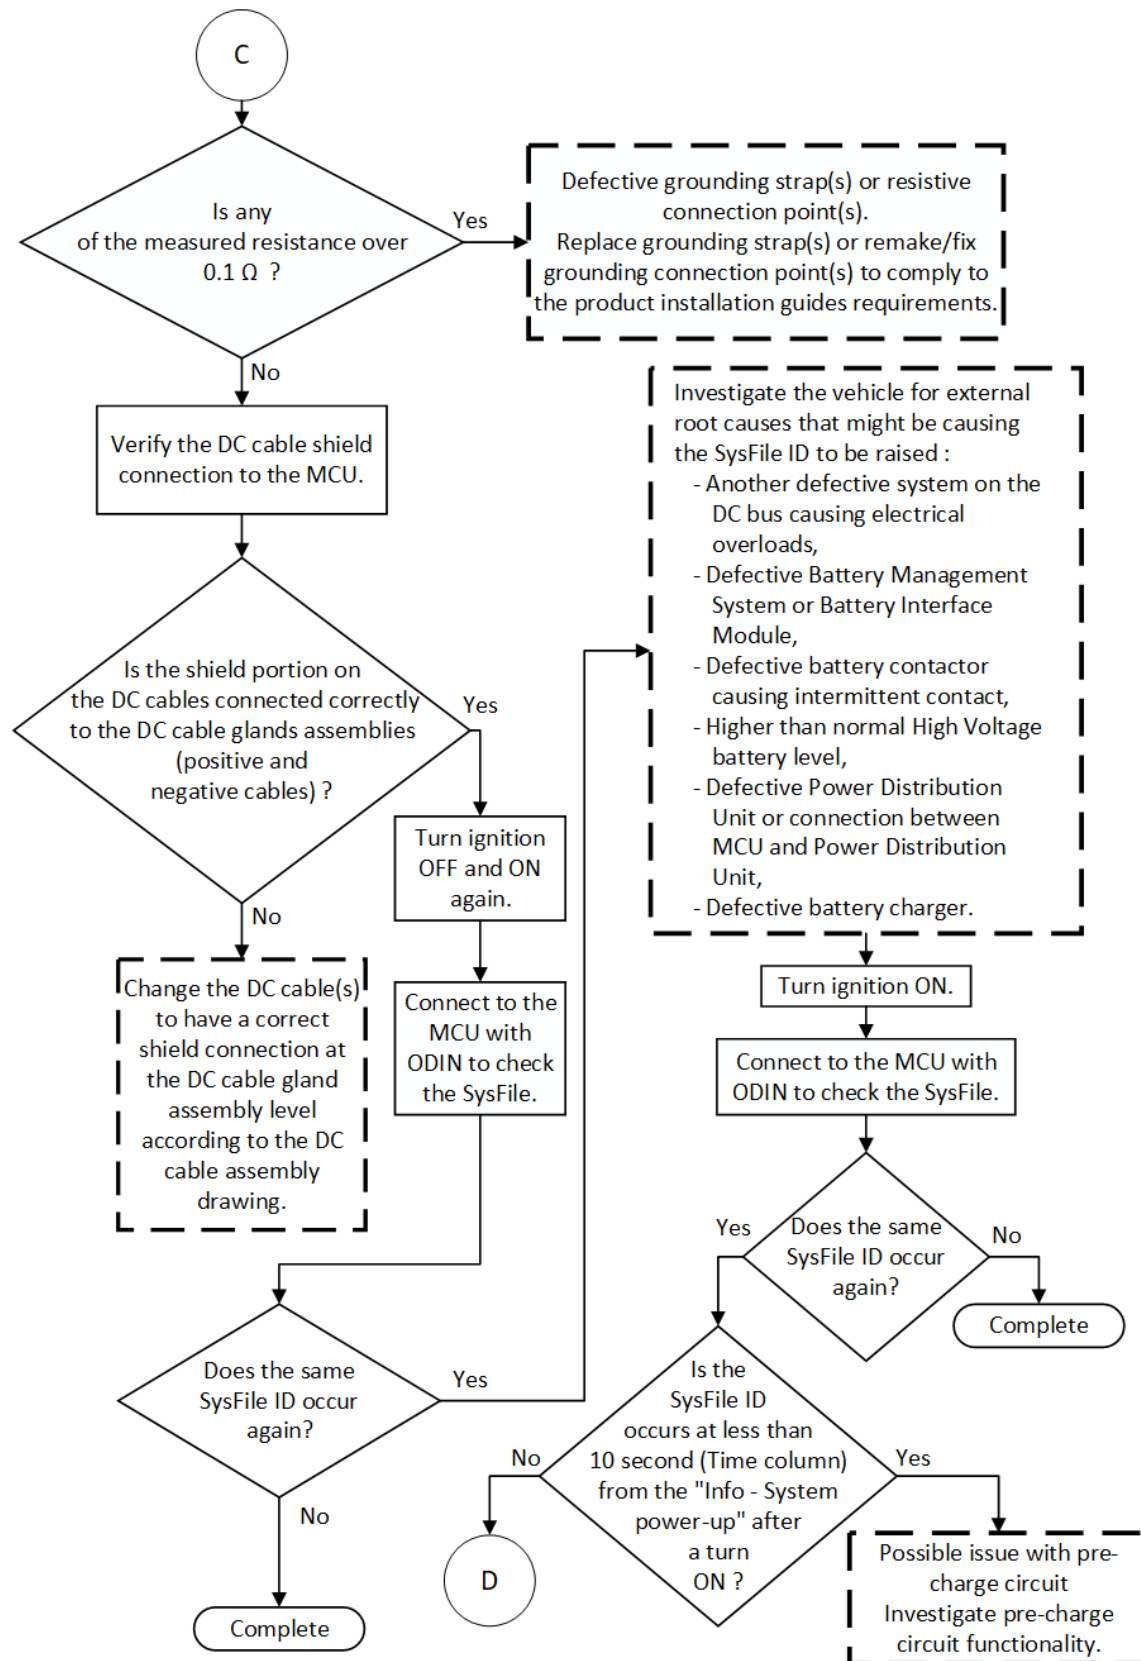 C
Is any
of the measured resistance over
0.1 Ω ?
Yes
Defective grounding strap(s) or resistive
connection point(s).
Replace grounding strap(s) or remake/fix
grounding connection point(s) to comply to
the product installation guides requirements.
No
Verify the DC cable shield
connection to the MCU.
Is the shield portion on
the DC cables connected correctly
to the DC cable glands assemblies
(positive and
negative cables) ?
Yes
No
Change the DC cable(s)
to have a correct
shield connection at
the DC cable gland
assembly level
according to the DC
cable assembly
drawing.
Turn ignition
OFF and ON
again.
Connect to the
MCU with
ODIN to check
the SysFile.
Does the same
SysFile ID occur
again?
Yes
No
Complete
Investigate the vehicle for external
root causes that might be causing
the SysFile ID to be raised :
- Another defective system on the
DC bus causing electrical
overloads,
- Defective Battery Management
System or Battery Interface
Module,
- Defective battery contactor
causing intermittent contact,
- Higher than normal High Voltage
battery level,
- Defective Power Distribution
Unit or connection between
MCU and Power Distribution
Unit,
- Defective battery charger.
Turn ignition ON.
Connect to the MCU with
ODIN to check the SysFile.
Does the same
SysFile ID occur
again?
Yes
No
Complete
Is the
SysFile ID
occurs at less than
10 second (Time column)
from the "Info - System
power-up" after
a turn
ON ?
No
Yes
D
Possible issue with pre-
charge circuit
Investigate pre-charge
circuit functionality.